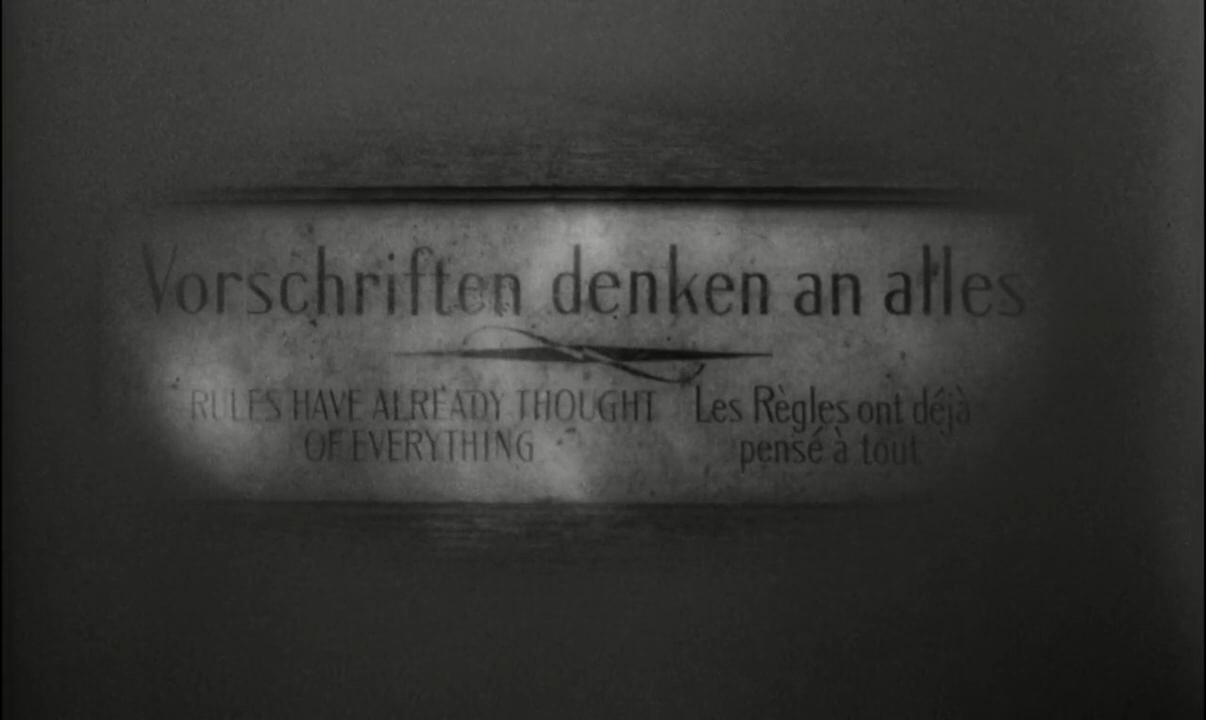 Vorschriften denken an alles
RULES HAVE ALREADY THOUGHT
OF EVERYTHING
Les Règles ont déjà
pensé à tout